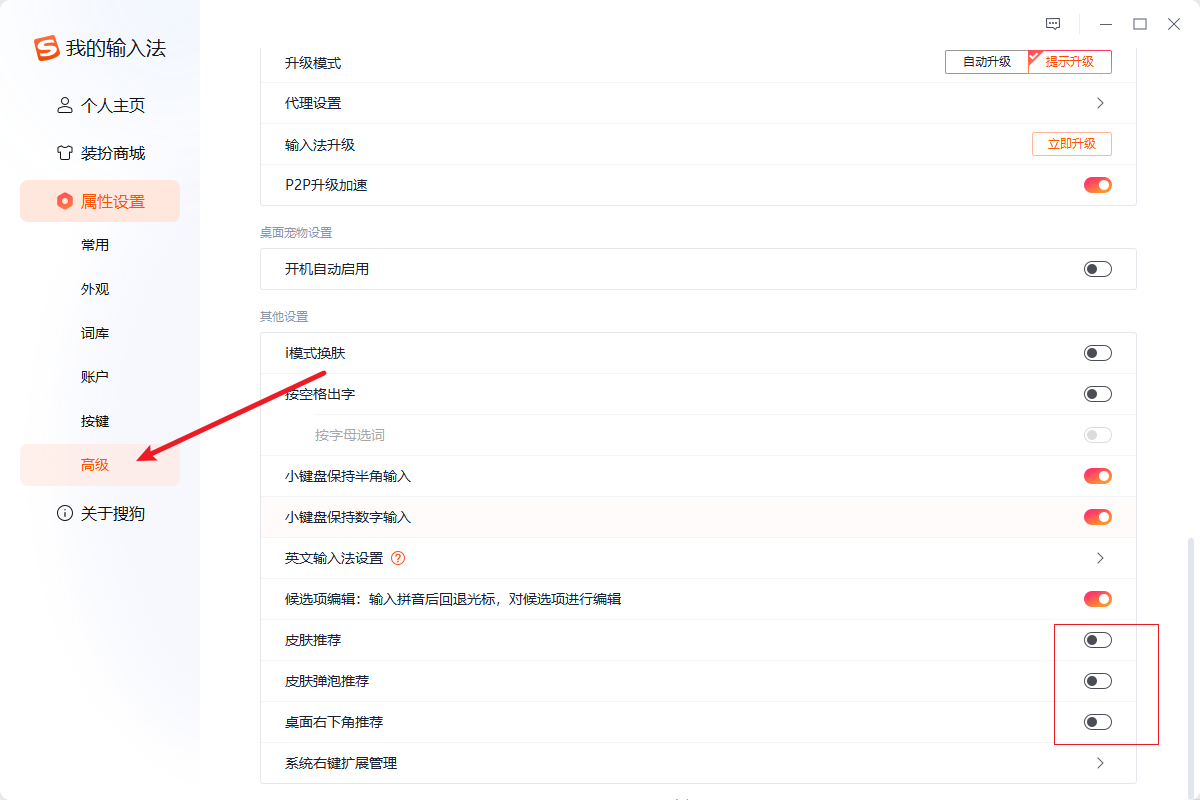 我的输入法
个人主页
装扮商城
属性设置
常用
外观
词库
账户
按键
高级
关于搜狗
升级模式
自动升级
提示升级
代理设置
输入法升级
立即升级
P2P升级加速
桌面宠物设置
开机自动启用
其他设置
i模式换肤
按空格出字
按字母选词
小键盘保持半角输入
小键盘保持数字输入
英文输入法设置
候选项编辑：输入拼音后回退光标，对候选项进行编辑
皮肤推荐
皮肤弹泡推荐
桌面右下角推荐
系统右键扩展管理